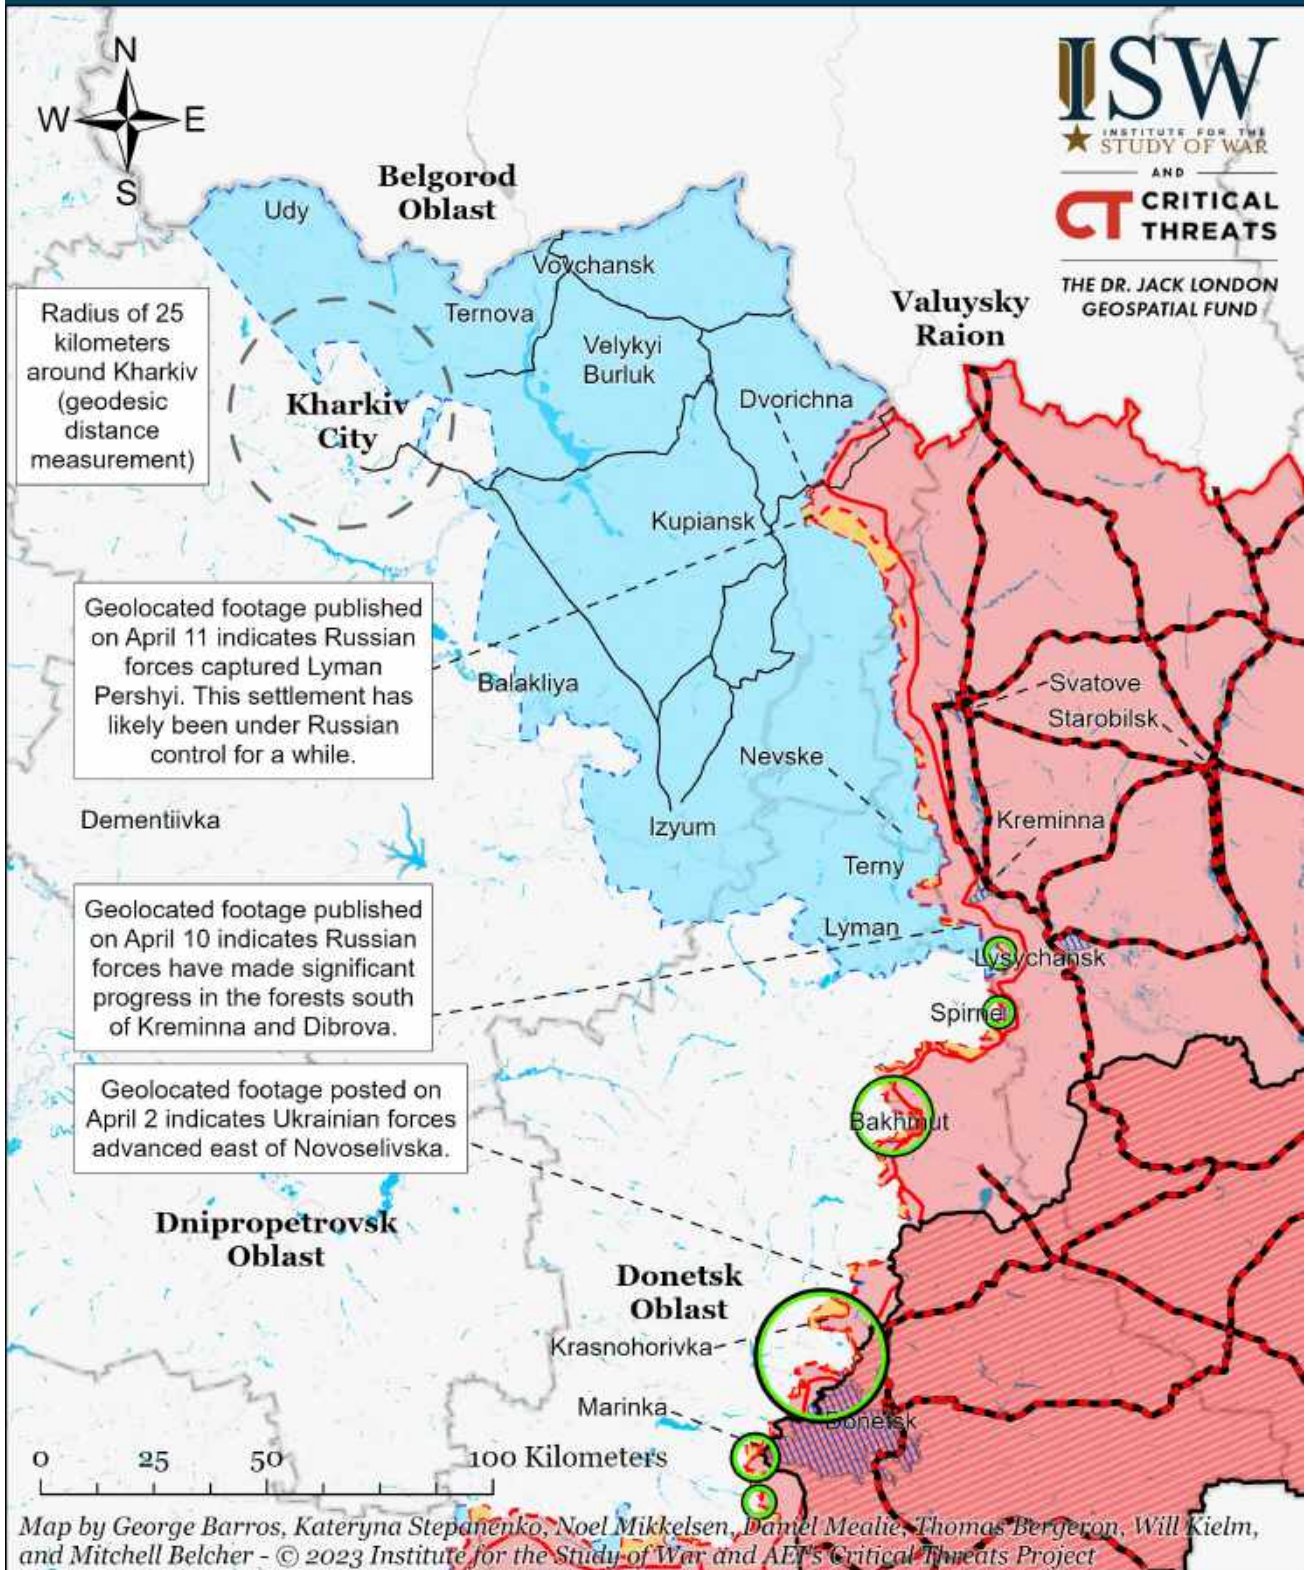 N
W E
S
ISW
INSTITUTE FOR THE
STUDY OF WAR
AND
CT CRITICAL
THREATS
THE DR. JACK LONDON
GEOSPATIAL FUND
Belgorod
Oblast
Udy
Vovchansk
Ternova
Valuysky
Raion
Radius of 25
kilometers
around Kharkiv
(geodesic
distance
measurement)
Velykyi
Burluk
Kharkiv
City
Dvorichna
Kupiansk
Geolocated footage published
on April 11 indicates Russian
forces captured Lyman
Pershyi. This settlement has
likely been under Russian
control for a while.
Balakliya
Svatove
Starobilsk
Nevske
Dementiivka
Izyum
Kreminna
Terny
Geolocated footage published
on April 10 indicates Russian
forces have made significant
progress in the forests south
of Kreminna and Dibrova.
Lyman
Lysychansk
Spirne
Geolocated footage posted on
April 2 indicates Ukrainian forces
advanced east of Novoselivska.
Bakhmut
Dnipropetrovsk
Oblast
Donetsk
Oblast
Krasnohorivka
Marinka
Donetsk
0 25 50 100 Kilometers
Map by George Barros, Kateryna Stepanenko, Noel Mikkelsen, Daniel Mealie, Thomas Bergeron, Will Kielm,
and Mitchell Belcher - © 2023 Institute for the Study of War and AEI's Critical Threats Project